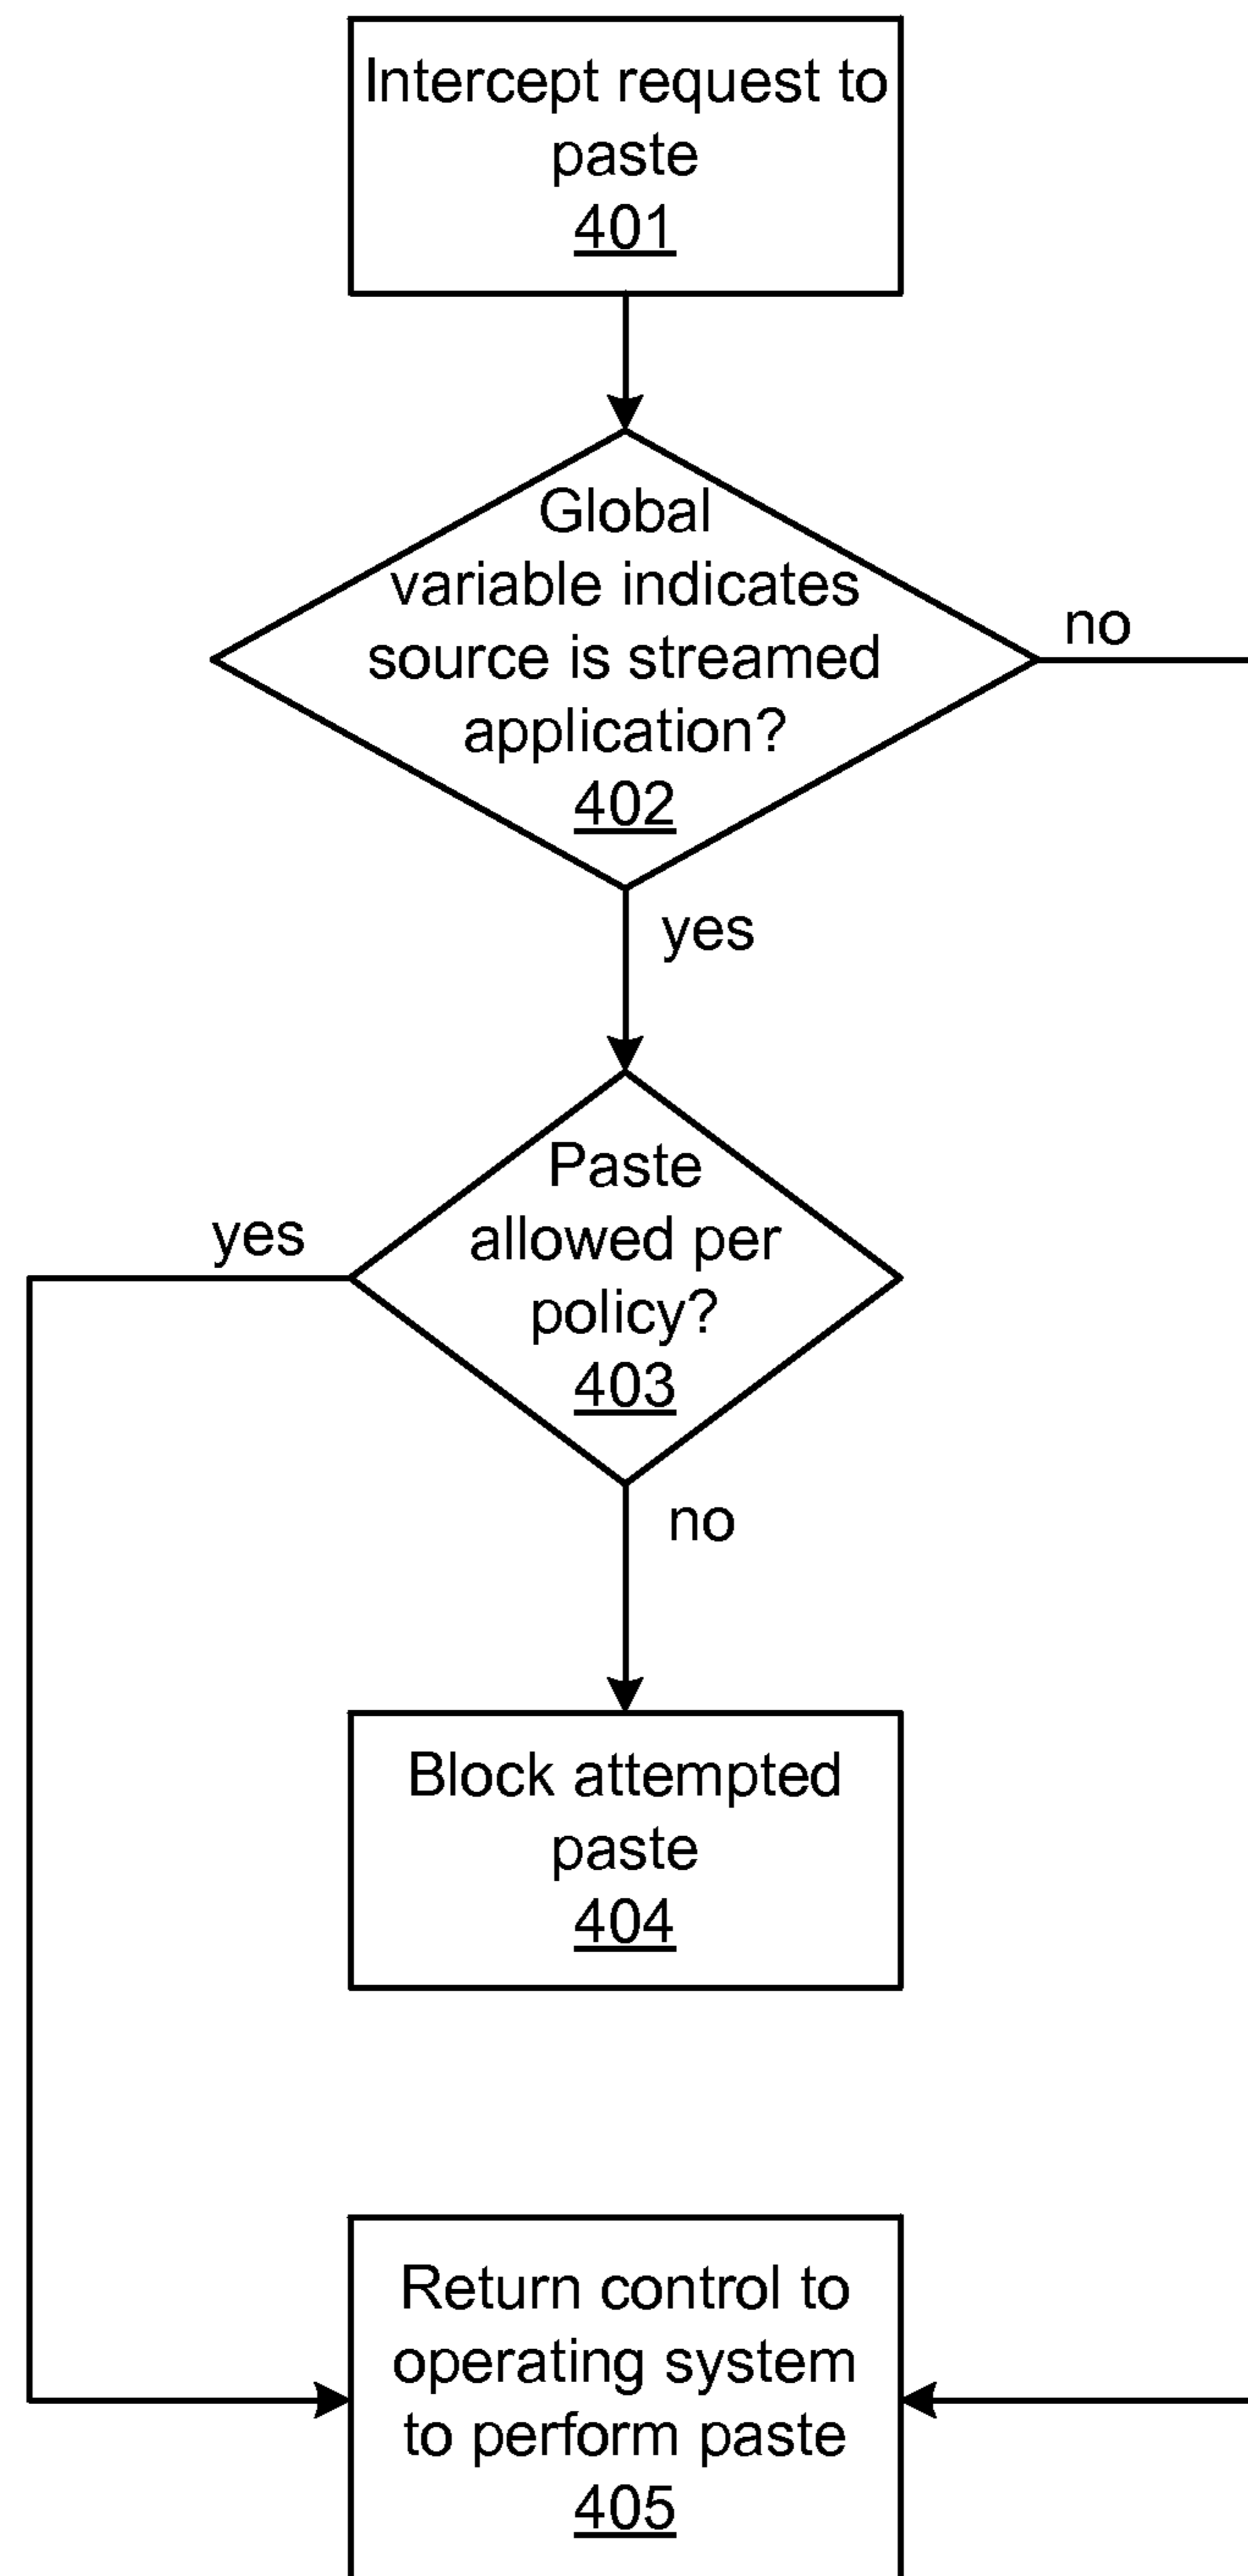 Intercept request to
paste
401
Global
variable indicates
source is streamed
application?
402
no
yes
Paste
allowed per
policy?
403
yes
no
Block attempted
paste
404
Return control to
operating system
to perform paste
405